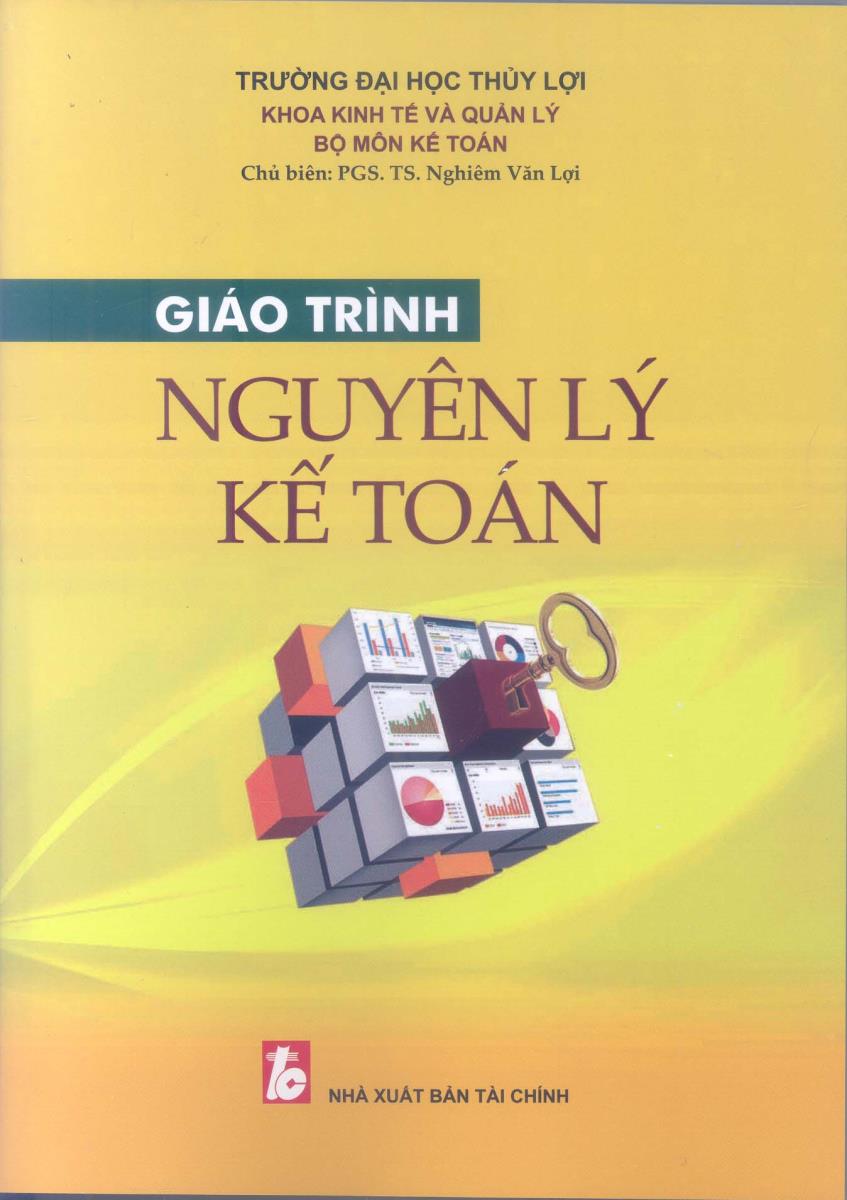 TRƯỜNG ĐẠI HỌC THỦY LỢI
KHOA KINH TẾ VÀ QUẢN LÝ
BỘ MÔN KẾ TOÁN
Chủ biên: PGS. TS. Nghiêm Văn Lợi
GIÁO TRÌNH
NGUYÊN LÝ
KẾ TOÁN
tc
NHÀ XUẤT BẢN TÀI CHÍNH